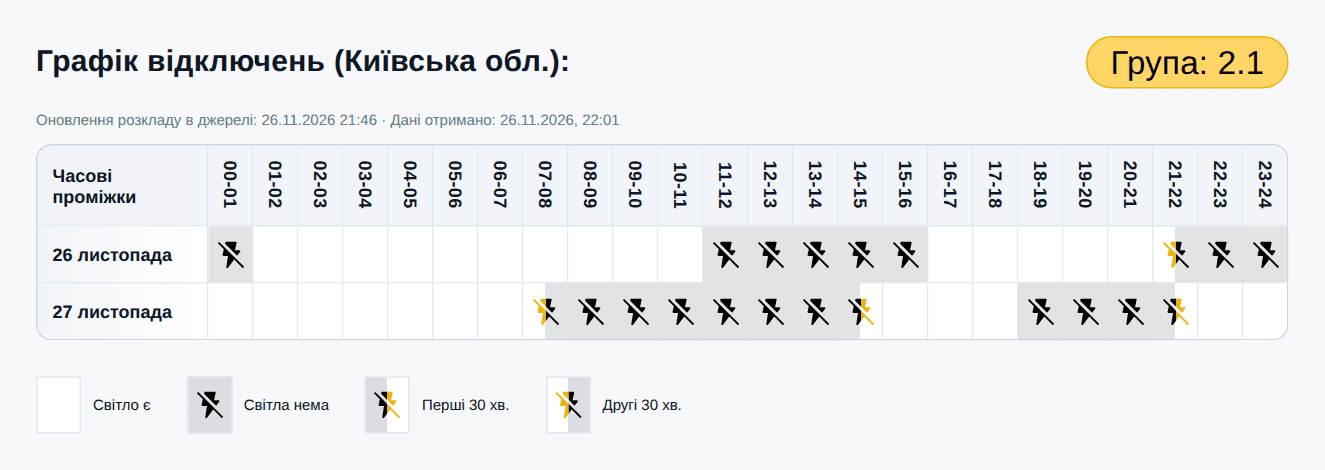 Графік відключень (Київська обл.):
Група: 2.1
Оновлення розкладу в джерелі: 26.11.2026 21:46 · Дані отримано: 26.11.2026, 22:01
Часові
проміжки
00-01
01-02
02-03
03-04
04-05
05-06
06-07
07-08
08-09
09-10
10-11
11-12
12-13
13-14
14-15
15-16
16-17
17-18
18-19
19-20
20-21
21-22
22-23
23-24
26 листопада
27 листопада
Світло є
Світла нема
Перші 30 хв.
Другі 30 хв.